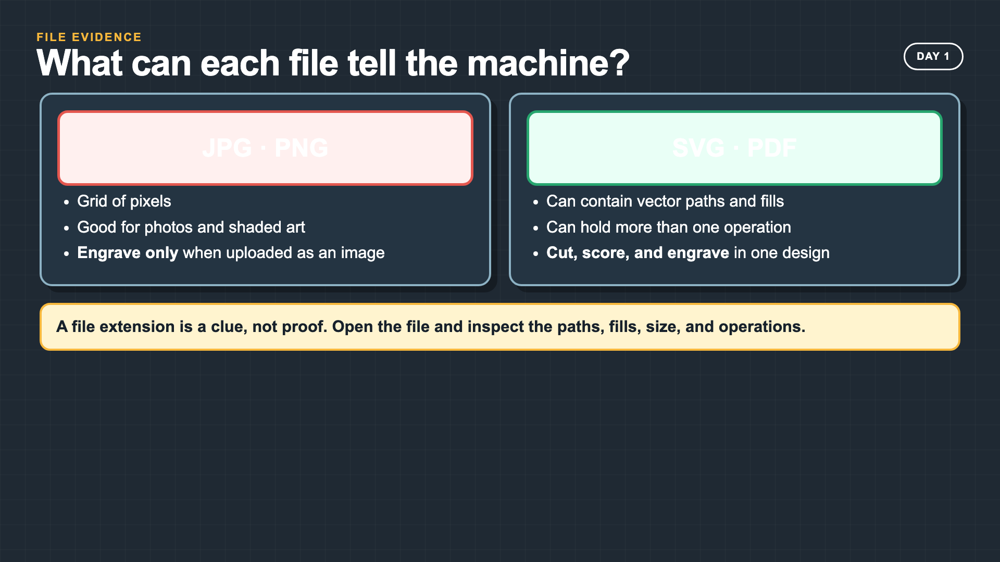 FILE EVIDENCE
What can each file tell the machine?
DAY 1
JPG · PNG
• Grid of pixels
• Good for photos and shaded art
• Engrave only when uploaded as an image
SVG · PDF
• Can contain vector paths and fills
• Can hold more than one operation
• Cut, score, and engrave in one design
A file extension is a clue, not proof. Open the file and inspect the paths, fills, size, and operations.